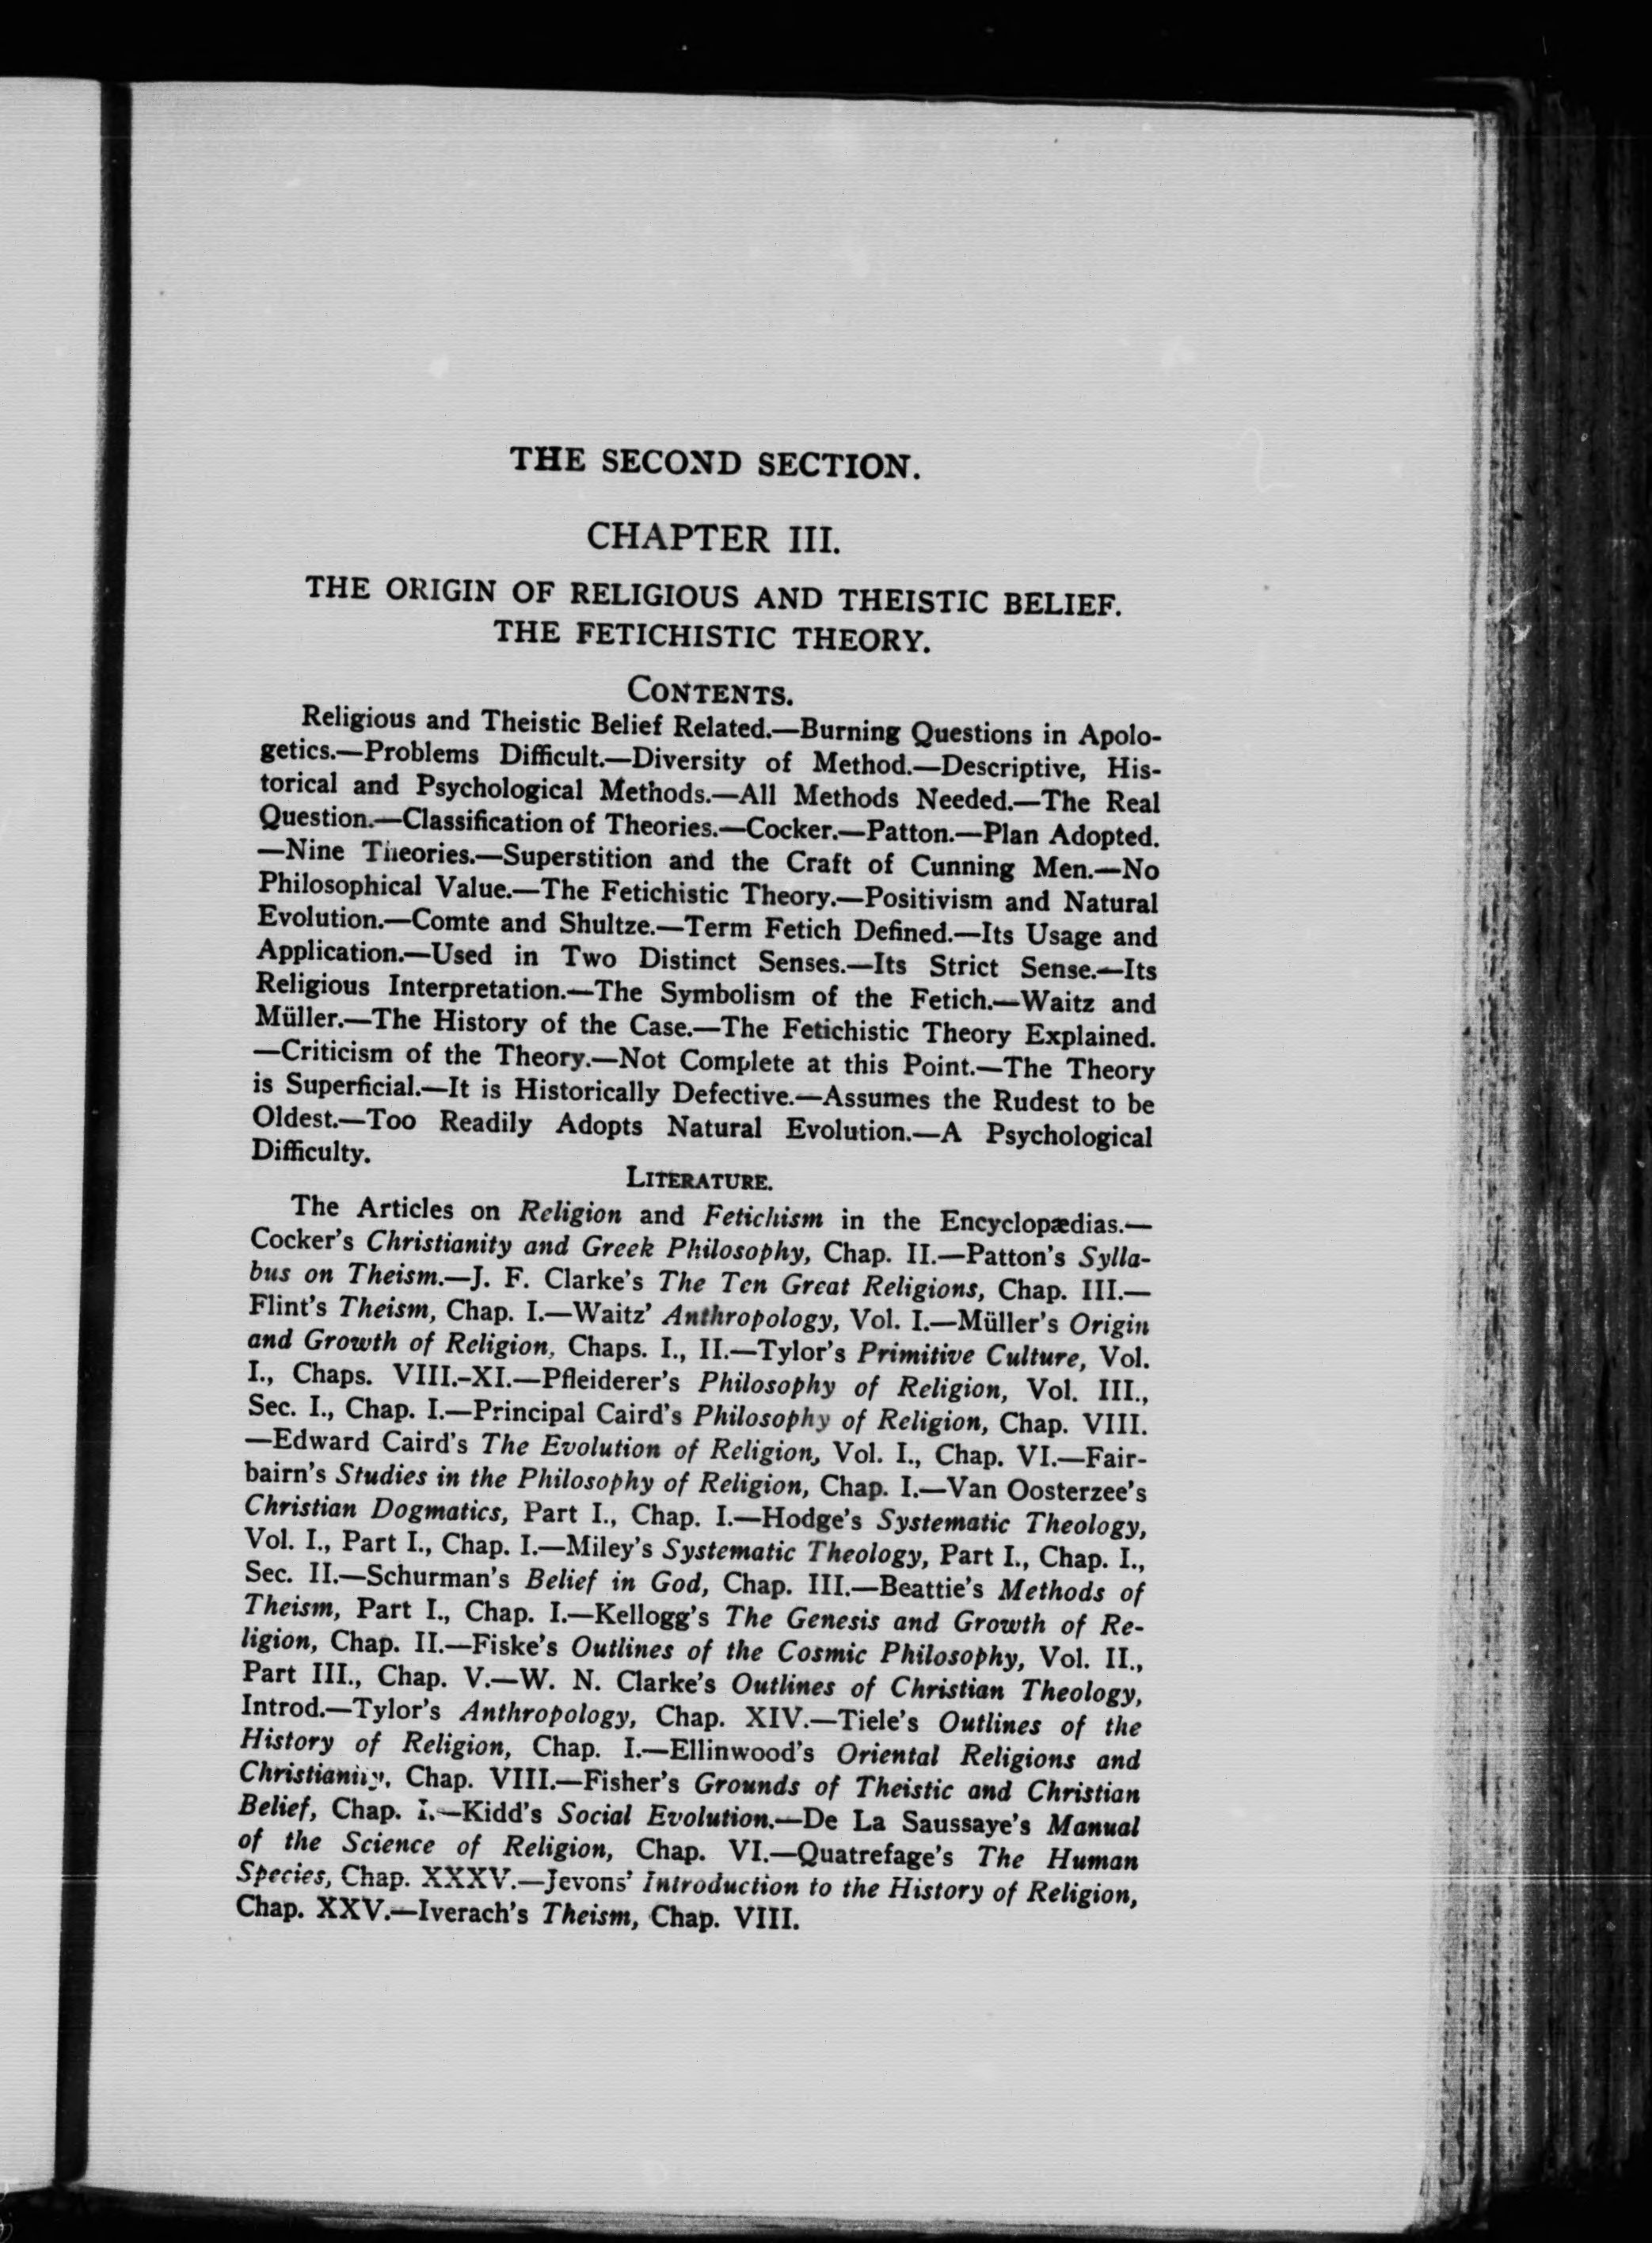 THE SECOND SECTION.
CHAPTER III.
THE ORIGIN OF RELIGIOUS AND THEISTIC BELIEF.
THE FETICHISTIC THEORY.
CONTENTS.
Religious and Theistic Belief Related.—Burning Questions in Apolo-
getics.—Problems Difficult.—Diversity of Method.—Descriptive, His-
torical and Psychological Methods.—All Methods Needed.—The Real
Question.—Classification of Theories.—Cocker.—Patton.—Plan Adopted.
—Nine Theories.—Superstition and the Craft of Cunning Men.—No
Philosophical Value.—The Fetichistic Theory.—Positivism and Natural
Evolution.—Comte and Shultze.—Term Fetich Defined.—Its Usage and
Application.—Used in Two Distinct Senses.—Its Strict Sense.—Its
Religious Interpretation.—The Symbolism of the Fetich.—Waitz and
Müller.—The History of the Case.—The Fetichistic Theory Explained.
—Criticism of the Theory.—Not Complete at this Point.—The Theory
is Superficial.—It is Historically Defective.—Assumes the Rudest to be
Oldest.—Too Readily Adopts Natural Evolution.—A Psychological
Difficulty.
LITERATURE.
The Articles on Religion and Fetichism in the Encyclopædias.—
Cocker's Christianity and Greek Philosophy, Chap. II.—Patton's Sylla-
bus on Theism.—J. F. Clarke's The Ten Great Religions, Chap. III.—
Flint's Theism, Chap. I.—Waitz' Anthropology, Vol. I.—Müller's Origin
and Growth of Religion, Chaps. I., II.—Tylor's Primitive Culture, Vol.
I., Chaps. VIII.-XI.—Pfleiderer's Philosophy of Religion, Vol. III.,
Sec. I., Chap. I.—Principal Caird's Philosophy of Religion, Chap. VIII.
—Edward Caird's The Evolution of Religion, Vol. I., Chap. VI.—Fair-
bairn's Studies in the Philosophy of Religion, Chap. I.—Van Oosterzee's
Christian Dogmatics, Part I., Chap. I.—Hodge's Systematic Theology,
Vol. I., Part I., Chap. I.—Miley's Systematic Theology, Part I., Chap. I.,
Sec. II.—Schurman's Belief in God, Chap. III.—Beattie's Methods of
Theism, Part I., Chap. I.—Kellogg's The Genesis and Growth of Re-
ligion, Chap. II.—Fiske's Outlines of the Cosmic Philosophy, Vol. II.,
Part III., Chap. V.—W. N. Clarke's Outlines of Christian Theology,
Introd.—Tylor's Anthropology, Chap. XIV.—Tiele's Outlines of the
History of Religion, Chap. I.—Ellinwood's Oriental Religions and
Christianity, Chap. VIII.—Fisher's Grounds of Theistic and Christian
Belief, Chap. I.—Kidd's Social Evolution.—De La Saussaye's Manual
of the Science of Religion, Chap. VI.—Quatrefage's The Human
Species, Chap. XXXV.—Jevons' Introduction to the History of Religion,
Chap. XXV.—Iverach's Theism, Chap. VIII.